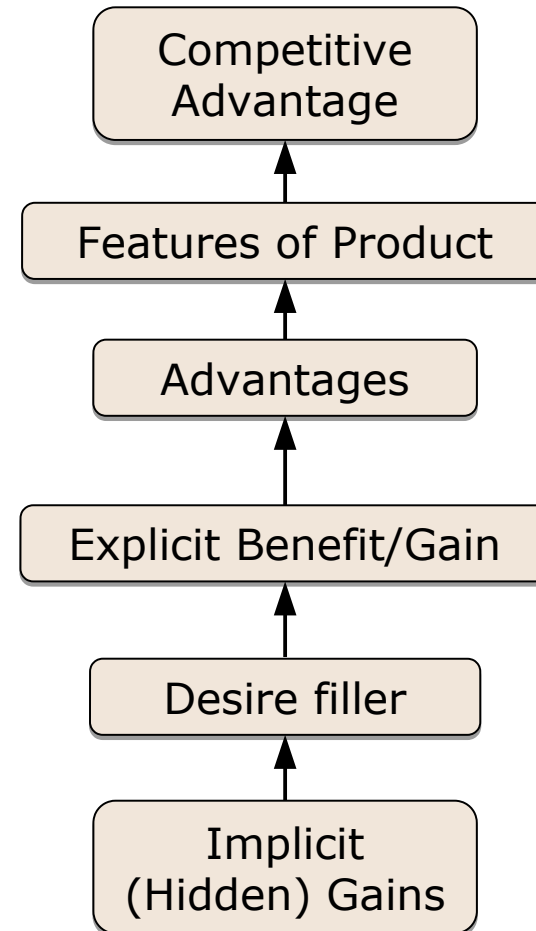 Competitive
Advantage
Features of Product
Advantages
Explicit Benefit/Gain
Desire filler
Implicit
(Hidden) Gains